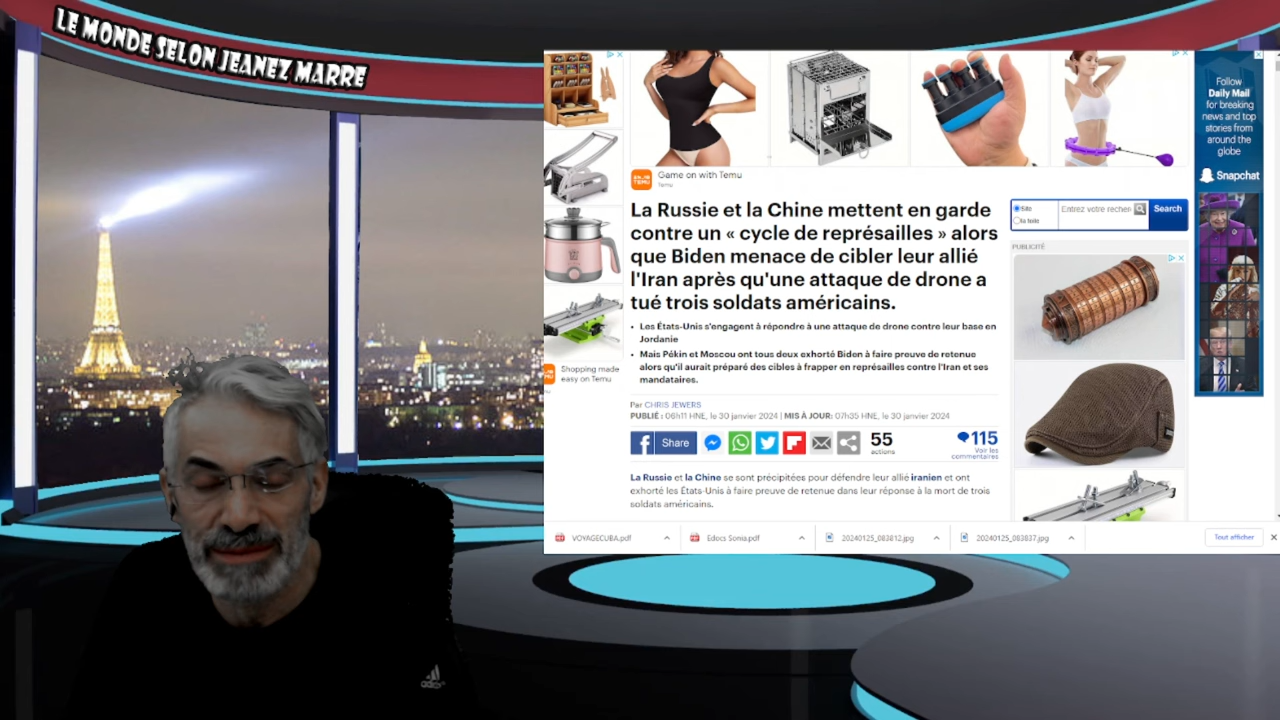 LE MONDE SELON JEANEZ MARRE
Game on with Temu
Temu
La Russie et la Chine mettent en garde
contre un « cycle de représailles » alors
que Biden menace de cibler leur allié
l'Iran après qu'une attaque de drone a
tué trois soldats américains.
• Les États-Unis s'engagent à répondre à une attaque de drone contre leur base en
Jordanie
• Mais Pékin et Moscou ont tous deux exhorté Biden à faire preuve de retenue
alors qu'il aurait préparé des cibles à frapper en représailles contre l'Iran et ses
mandataires.
Par CHRIS JEWERS
PUBLIÉ : 06h11 HNE, le 30 janvier 2024 | MIS À JOUR: 07h35 HNE, le 30 janvier 2024
Share
55
actions
115
Voir les
commentaires
La Russie et la Chine se sont précipitées pour défendre leur allié iranien et ont
exhorté les États-Unis à faire preuve de retenue dans leur réponse à la mort de trois
soldats américains.
Shopping made
easy on Temu
Site
la toile
Entrez votre recher
Search
PUBLICITÉ
Follow
Daily Mail
for breaking
news and top
stories from
around the
globe
Snapchat
VOYAGECUBA.pdf
Edocs Sonia.pdf
20240125_083812.jpg
20240125_083837.jpg
Tout afficher
adidas